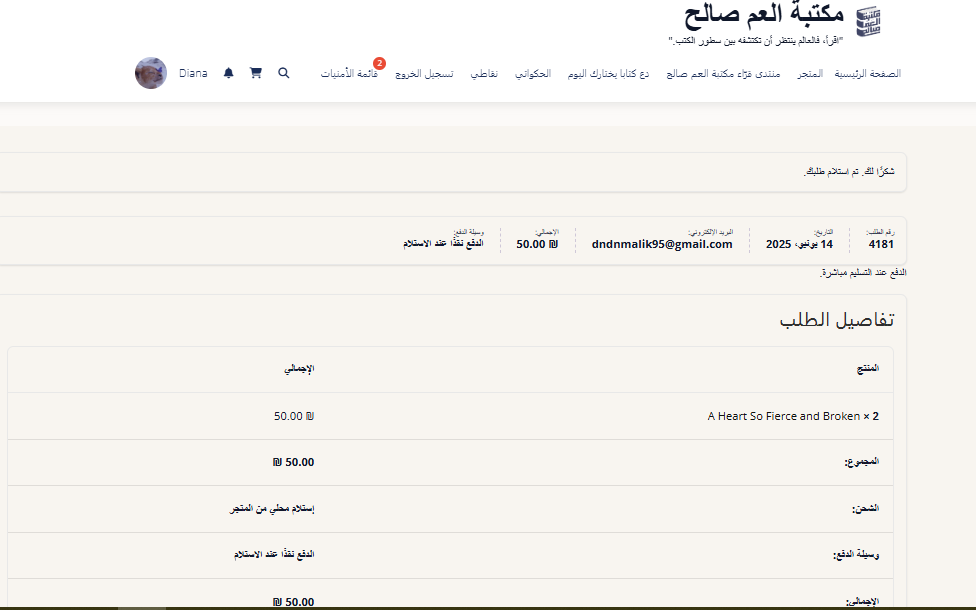 مكتبة العم صالح
"اقرأ، فالعالم ينتظر أن تكتشفه بين سطور الكتب."
الصفحة الرئيسية المتجر منتدى قرّاء مكتبة العم صالح دع كتابا يختارك اليوم الحكواتي نقاطي تسجيل الخروج قائمة الأمنيات 2 Diana
شكرًا لك. تم استلام طلبك.
رقم الطلب: التاريخ: البريد الإلكتروني: الإجمالي: وسيلة الدفع:
4181 14 يونيو، 2025 dndnmalik95@gmail.com 50.00 ₪ الدفع نقدًا عند الاستلام
الدفع عند التسليم مباشرة.
تفاصيل الطلب
المنتج الإجمالي
A Heart So Fierce and Broken × 2 50.00 ₪
المجموع: 50.00 ₪
الشحن: إستلام محلي من المتجر
وسيلة الدفع: الدفع نقدًا عند الاستلام
الإجمالي: 50.00 ₪